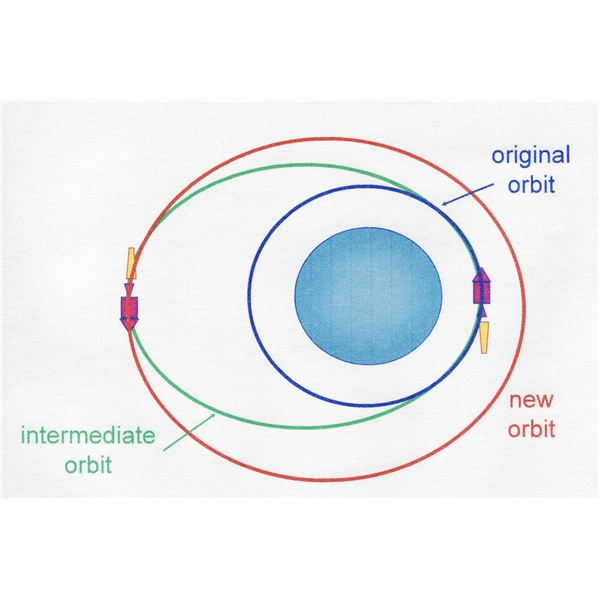 original
orbit
new
orbit
intermediate
orbit